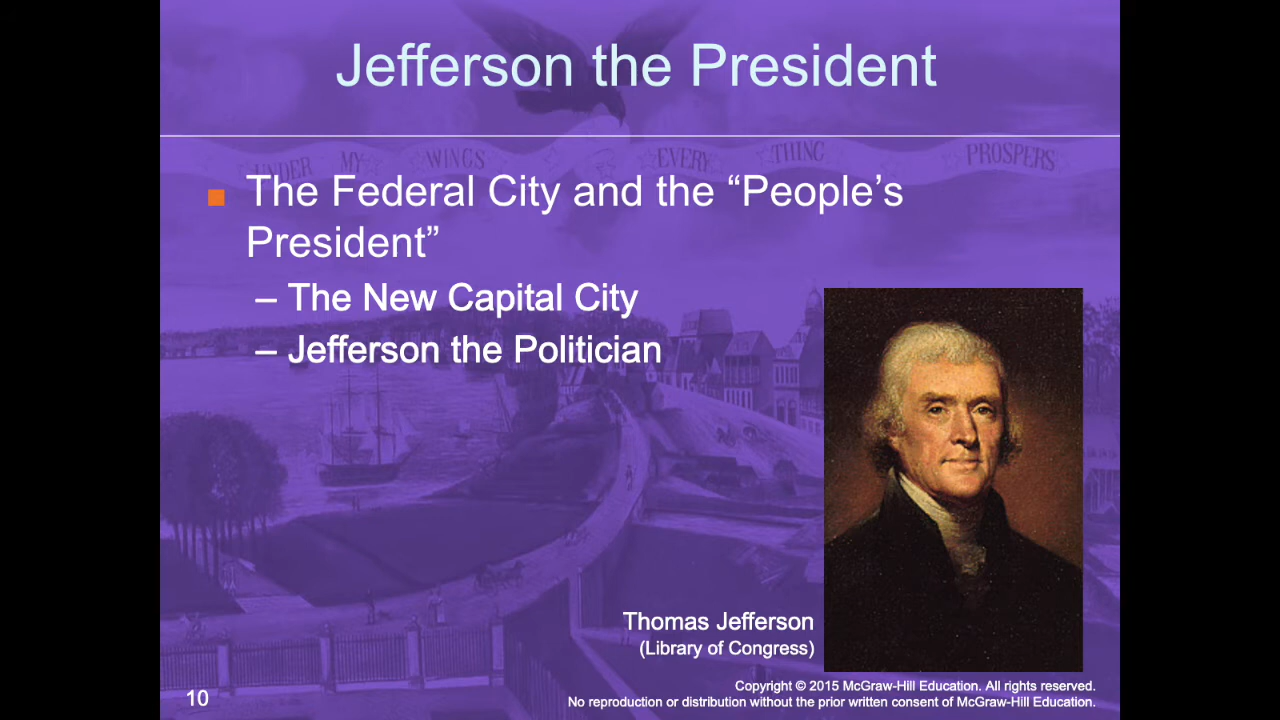 Jefferson the President
UNDER MY WINGS EVERY THING PROSPERS
■ The Federal City and the “People’s
President”
– The New Capital City
– Jefferson the Politician
Thomas Jefferson
(Library of Congress)
10
Copyright © 2015 McGraw-Hill Education. All rights reserved.
No reproduction or distribution without the prior written consent of McGraw-Hill Education.